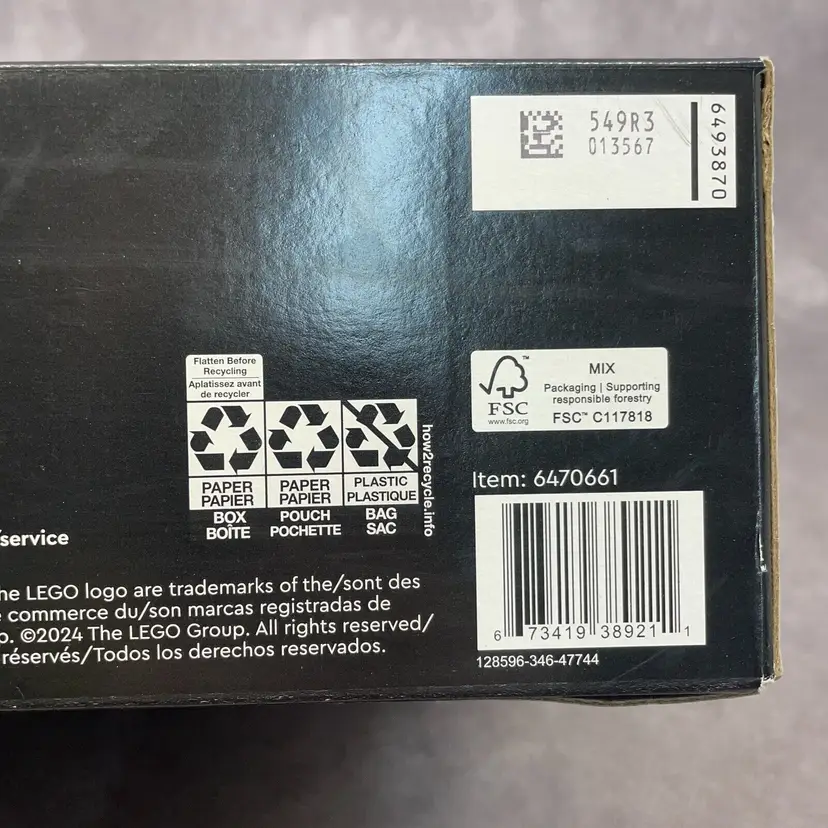 549R3
013567
6493870
Flatten Before
Recycling
Aplatissez avant
de recycler
PAPER
PAPIER
BOX
BOÎTE
PAPER
PAPIER
POUCH
POCHETTE
PLASTIC
PLASTIQUE
BAG
SAC
how2recycle.info
FSC
www.fsc.org
MIX
Packaging | Supporting
responsible forestry
FSC™ C117818
Item: 6470661
6 73419 38921 1
128596-346-47744
/service
he LEGO logo are trademarks of the/sont des
commerce du/son marcas registradas de
p. ©2024 The LEGO Group. All rights reserved/
réservés/Todos los derechos reservados.